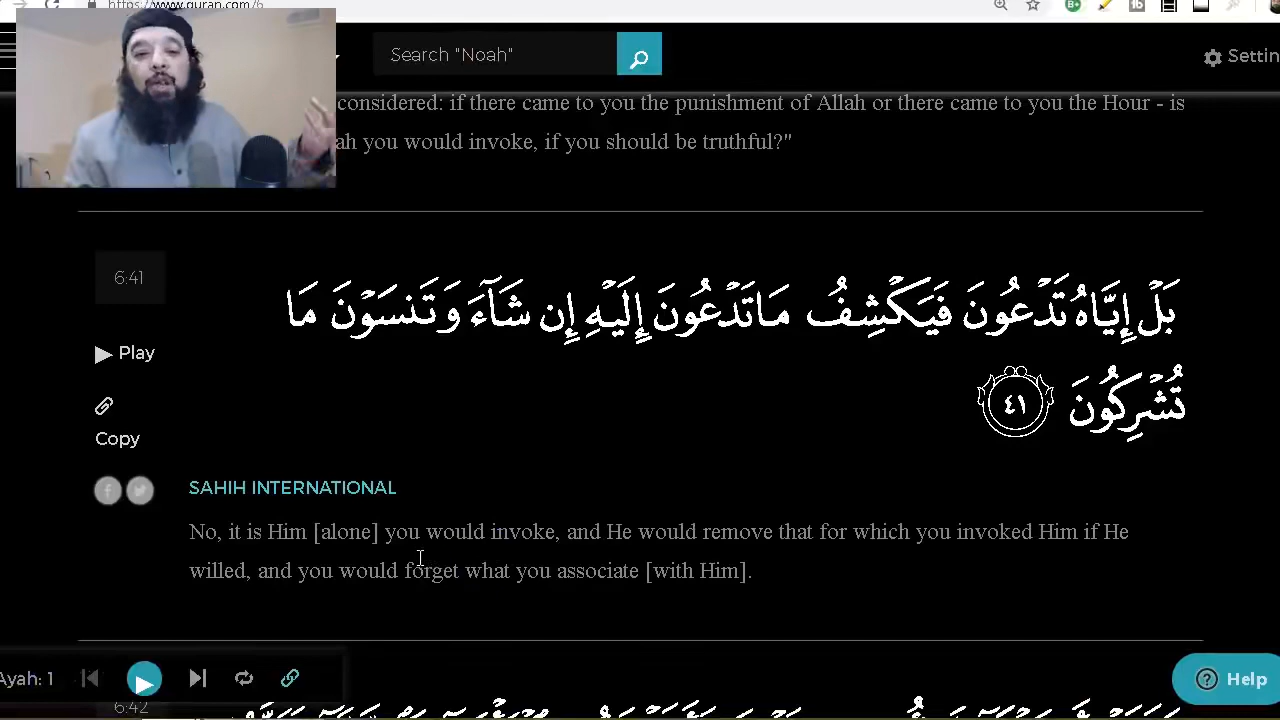 https://www.quran.com/6
Search "Noah"
Settin
considered: if there came to you the punishment of Allah or there came to you the Hour - is
ah you would invoke, if you should be truthful?"
6:41
بَلْ إِيَّاهُ تَدْعُونَ فَيَكْشِفُ مَا تَدْعُونَ إِلَيْهِ إِن شَآءَ وَتَنسَوْنَ مَا
تُشْرِكُونَ ٤١
Play
Copy
SAHIH INTERNATIONAL
No, it is Him [alone] you would invoke, and He would remove that for which you invoked Him if He
willed, and you would forget what you associate [with Him].
Ayah: 1
Help
6:42